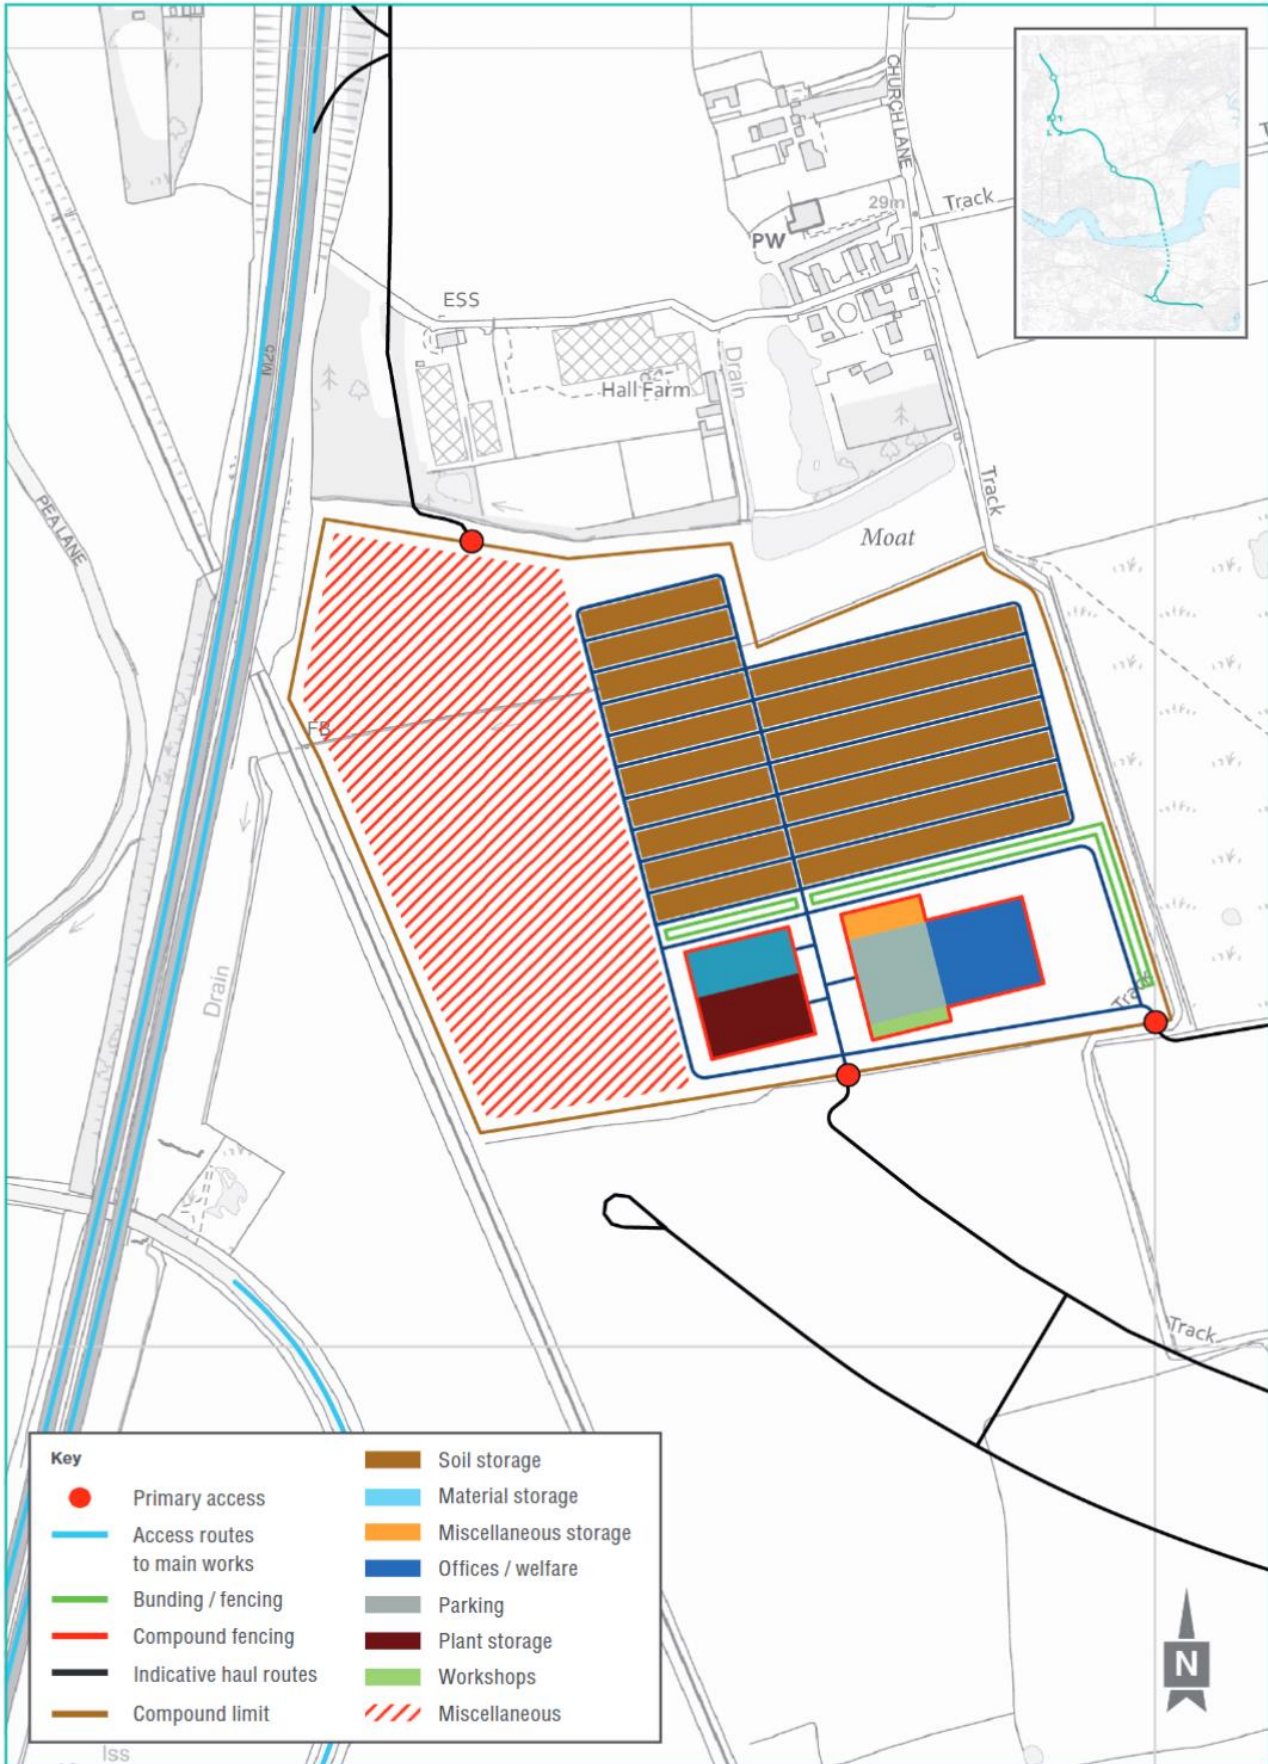 CHURCH LANE
29m
Track
T
PW
ESS
M25
Hall Farm
Drain
PEA LANE
Track
Moat
FB
Drain
Track
Track
Key
Primary access
Access routes
to main works
Bunding / fencing
Compound fencing
Indicative haul routes
Compound limit
Soil storage
Material storage
Miscellaneous storage
Offices / welfare
Parking
Plant storage
Workshops
Miscellaneous
N
Iss